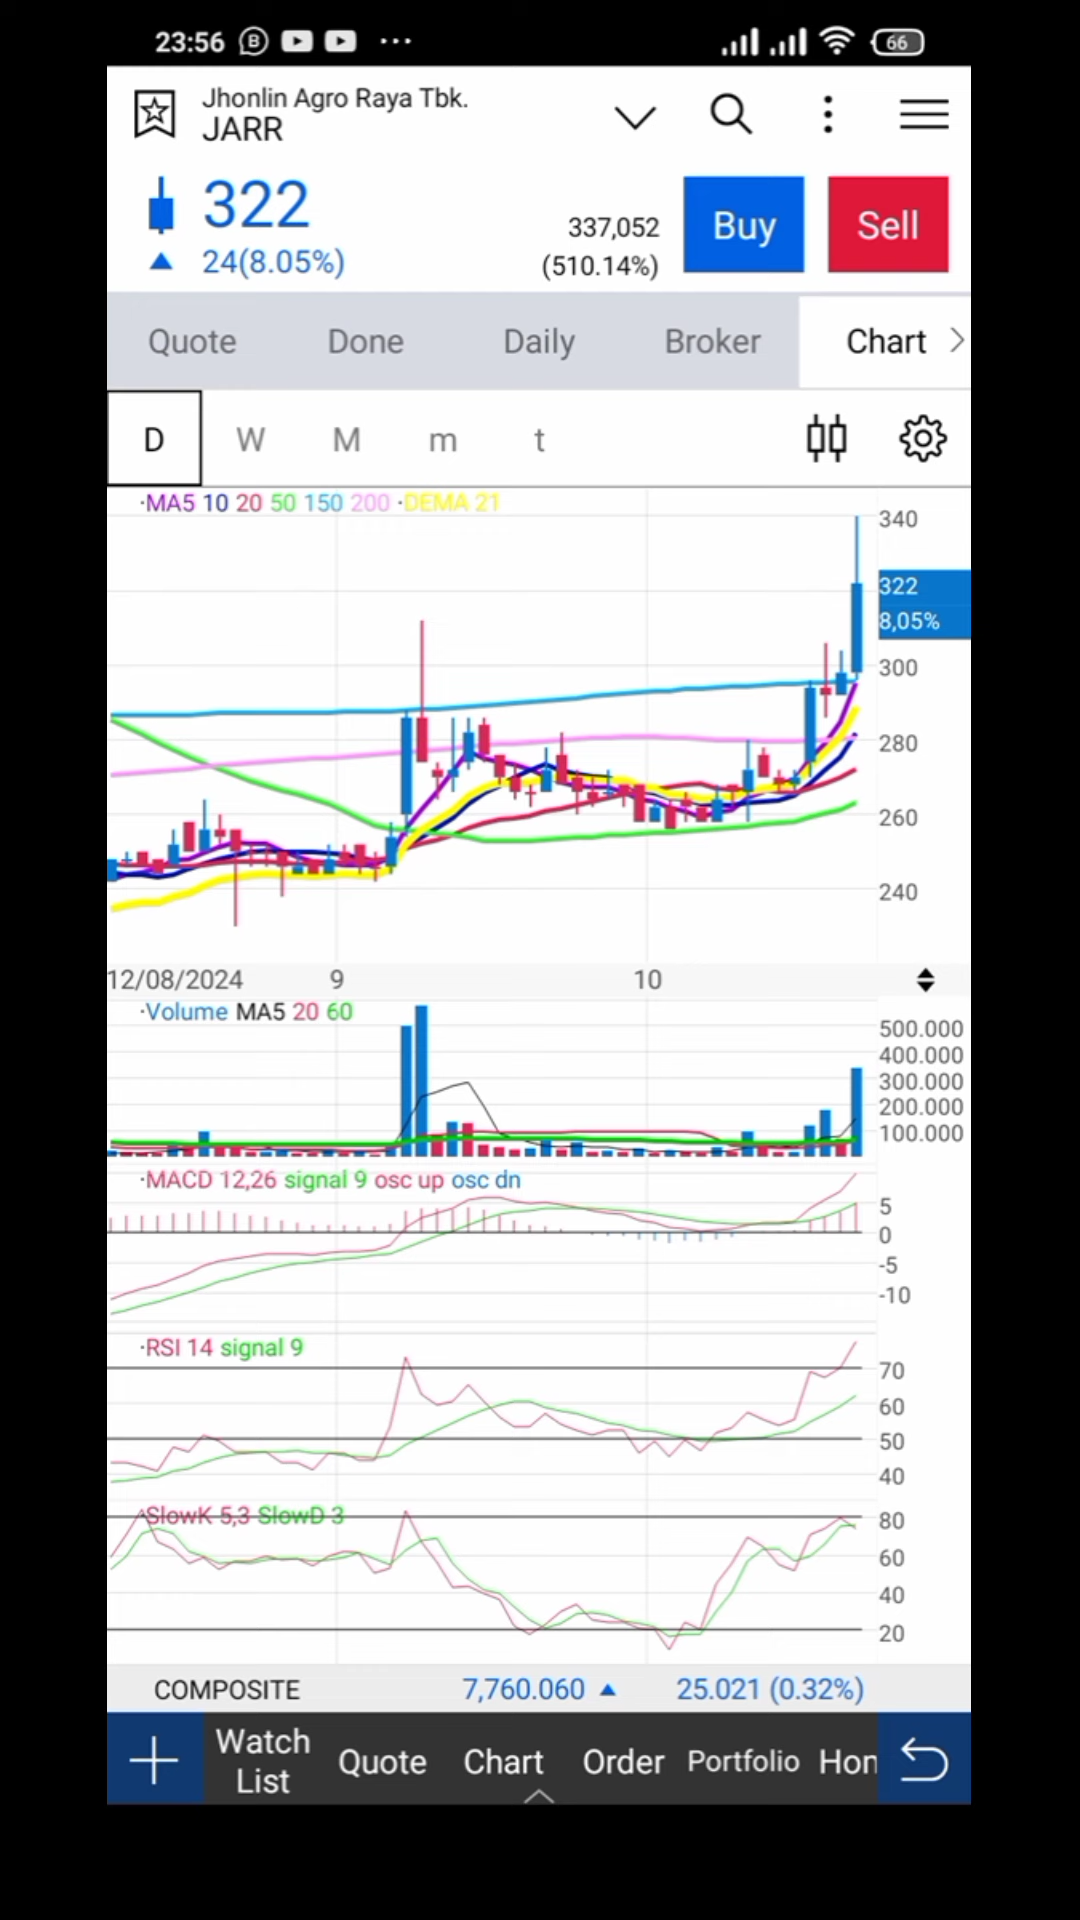 23:56 B ...
66
Jhonlin Agro Raya Tbk.
JARR
322
24(8.05%)
337,052
(510.14%)
Buy
Sell
Quote Done Daily Broker Chart
D W M m t
·MA5 10 20 50 150 200 ·DEMA 21
340
322
8,05%
300
280
260
240
12/08/2024 9 10
·Volume MA5 20 60
500.000
400.000
300.000
200.000
100.000
·MACD 12,26 signal 9 osc up osc dn
5
0
-5
-10
·RSI 14 signal 9
70
60
50
40
·SlowK 5,3 SlowD 3
80
60
40
20
COMPOSITE 7,760.060 25.021 (0.32%)
Watch List Quote Chart Order Portfolio Hon